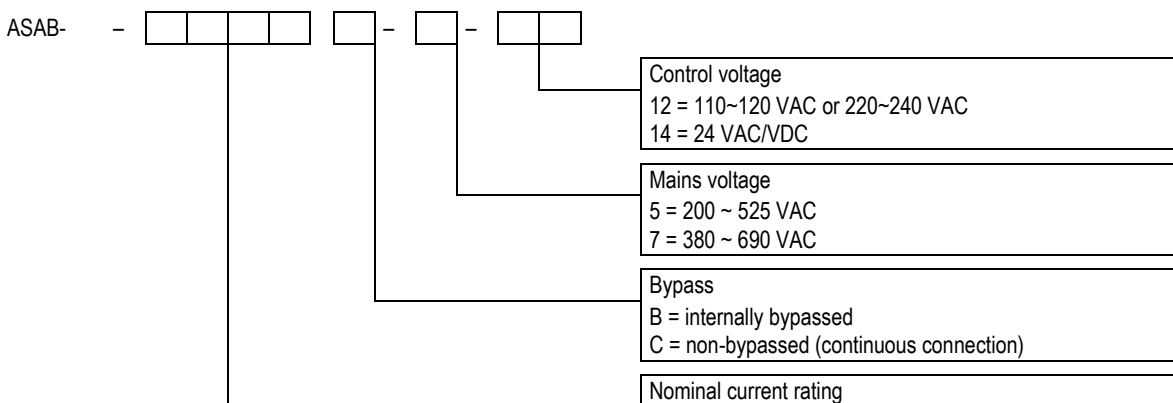 ASAB- – – –
Control voltage
12 = 110~120 VAC or 220~240 VAC
14 = 24 VAC/VDC
Mains voltage
5 = 200 ~ 525 VAC
7 = 380 ~ 690 VAC
Bypass
B = internally bypassed
C = non-bypassed (continuous connection)
Nominal current rating